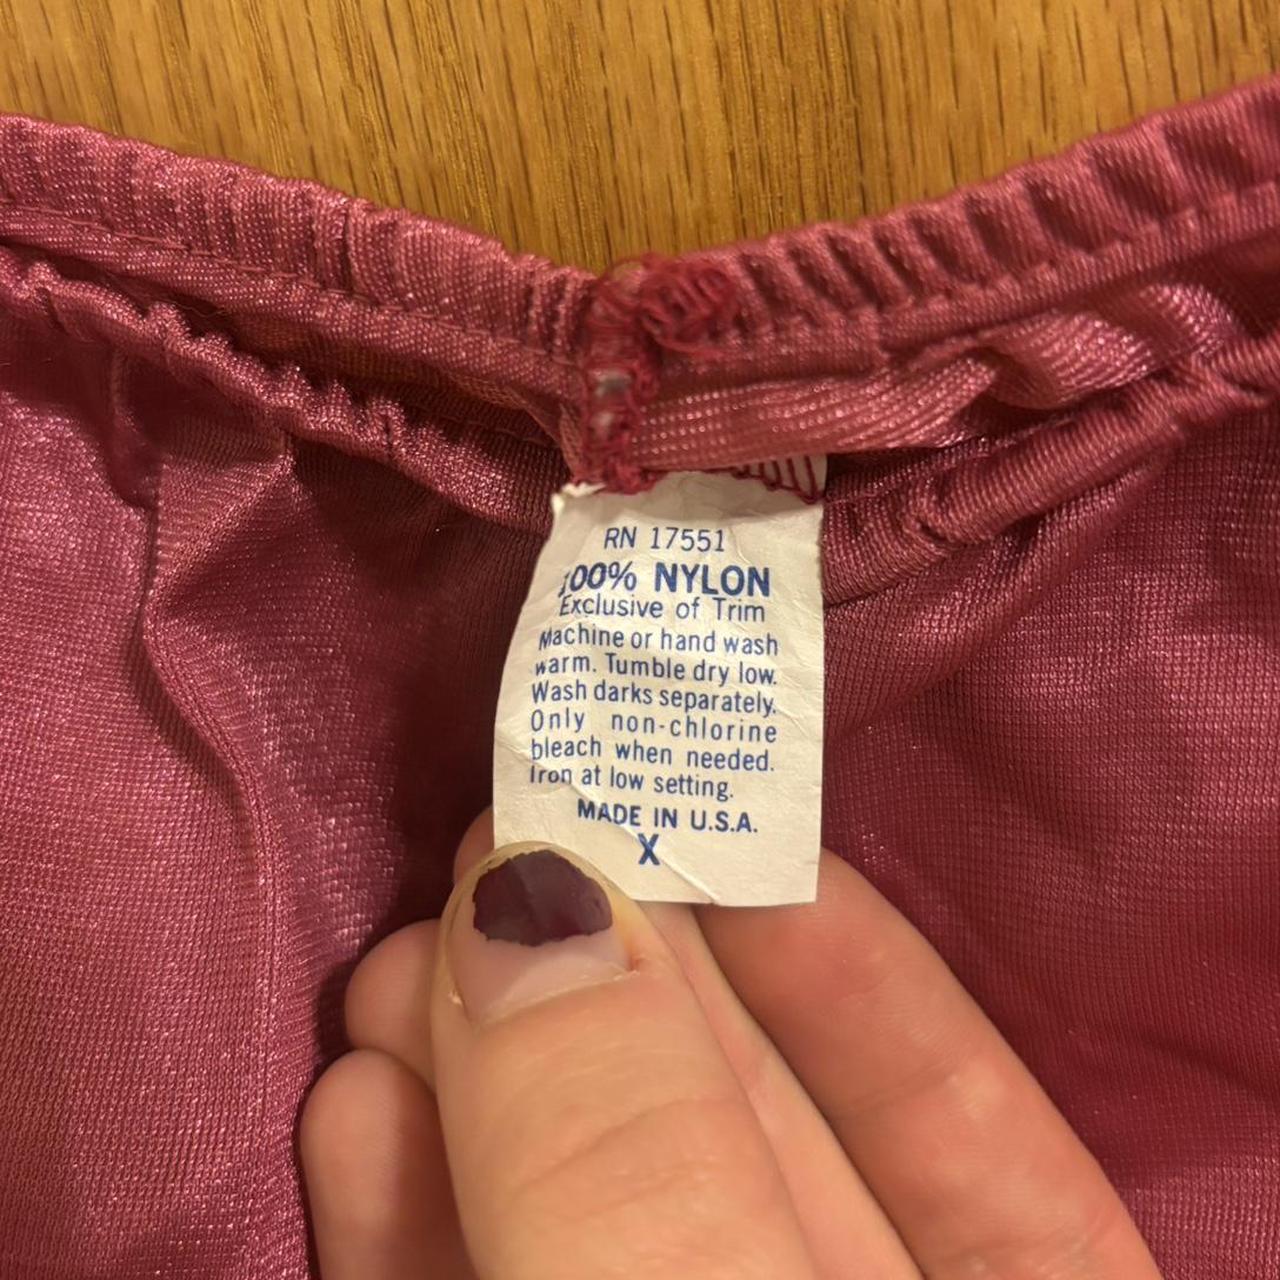 RN 17551
100% NYLON
Exclusive of Trim
Machine or hand wash
warm. Tumble dry low.
Wash darks separately.
Only non-chlorine
bleach when needed.
Iron at low setting.
MADE IN U.S.A.
X